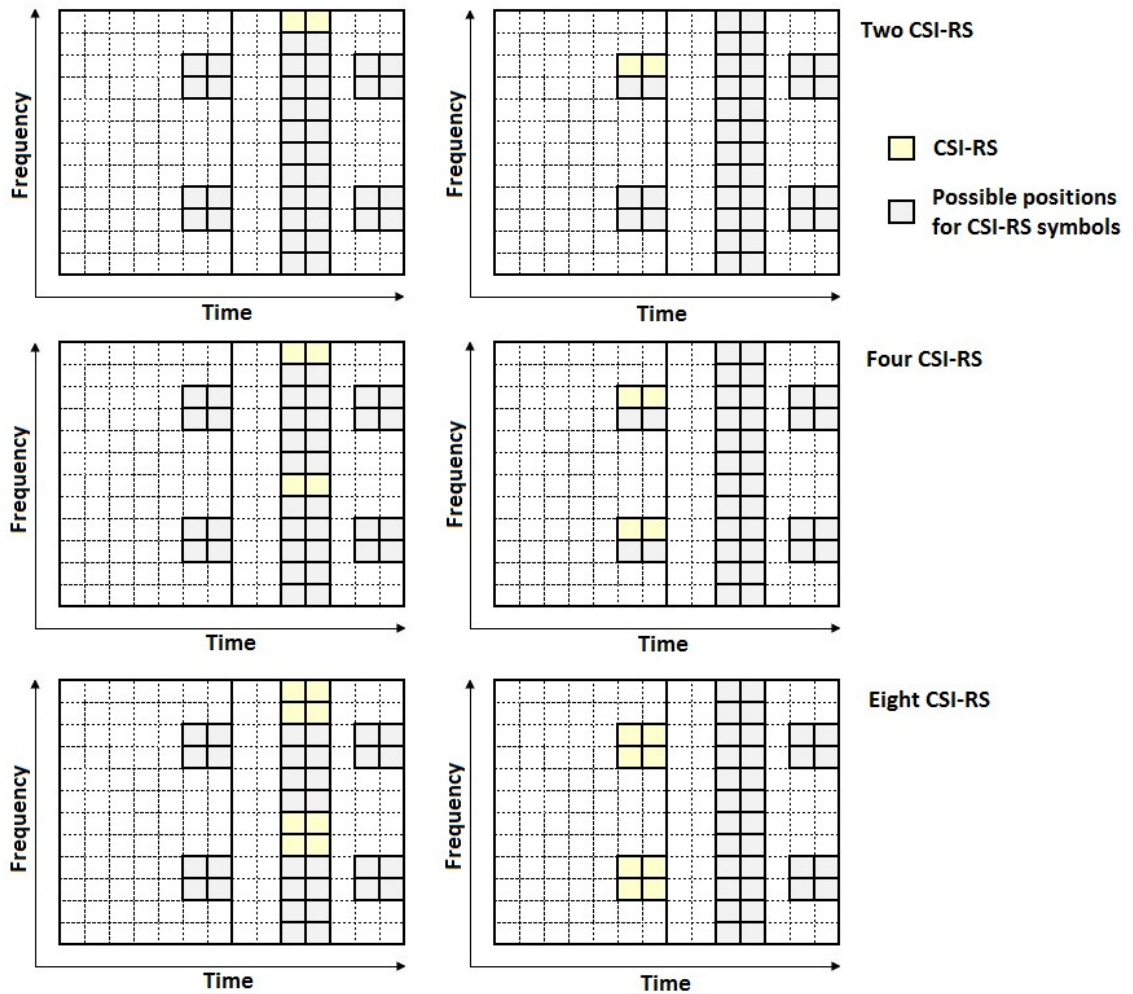 Two CSI-RS
Frequency
Time
Frequency
Time
CSI-RS
Possible positions
for CSI-RS symbols
Four CSI-RS
Frequency
Time
Frequency
Time
Eight CSI-RS
Frequency
Time
Frequency
Time